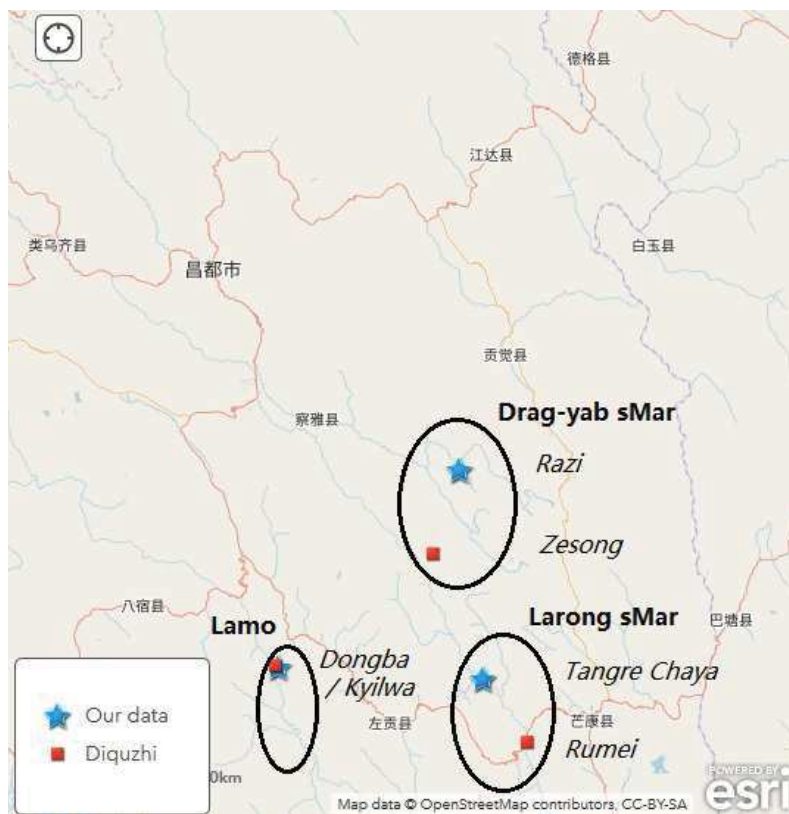 德格县
江达县
类乌齐县
白玉县
昌都市
贡觉县
察雅县
Drag-yab sMar
Razi
Zesong
八宿县
Lamo
Larong sMar
巴塘县
Dongba
/ Kyilwa
Tangre Chaya
左贡县
芒康县
Rumei
Our data
Diquzhi
0km
POWERED BY
esri
Map data © OpenStreetMap contributors, CC-BY-SA